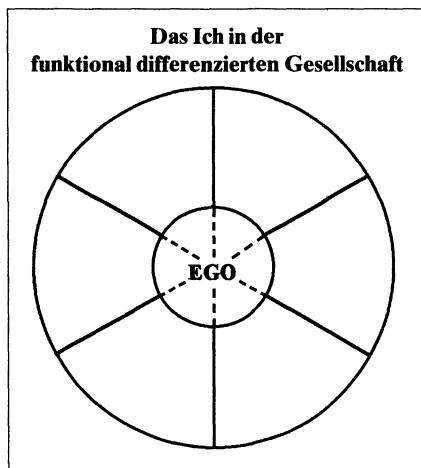 Das Ich in der
funktional differenzierten Gesellschaft
EGO